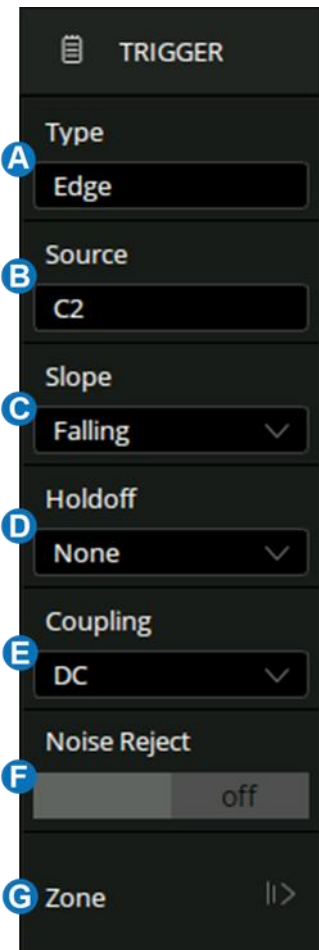 TRIGGER
Type
A
Edge
Source
B
C2
Slope
C
Falling
Holdoff
D
None
Coupling
E
DC
Noise Reject
F
off
G Zone